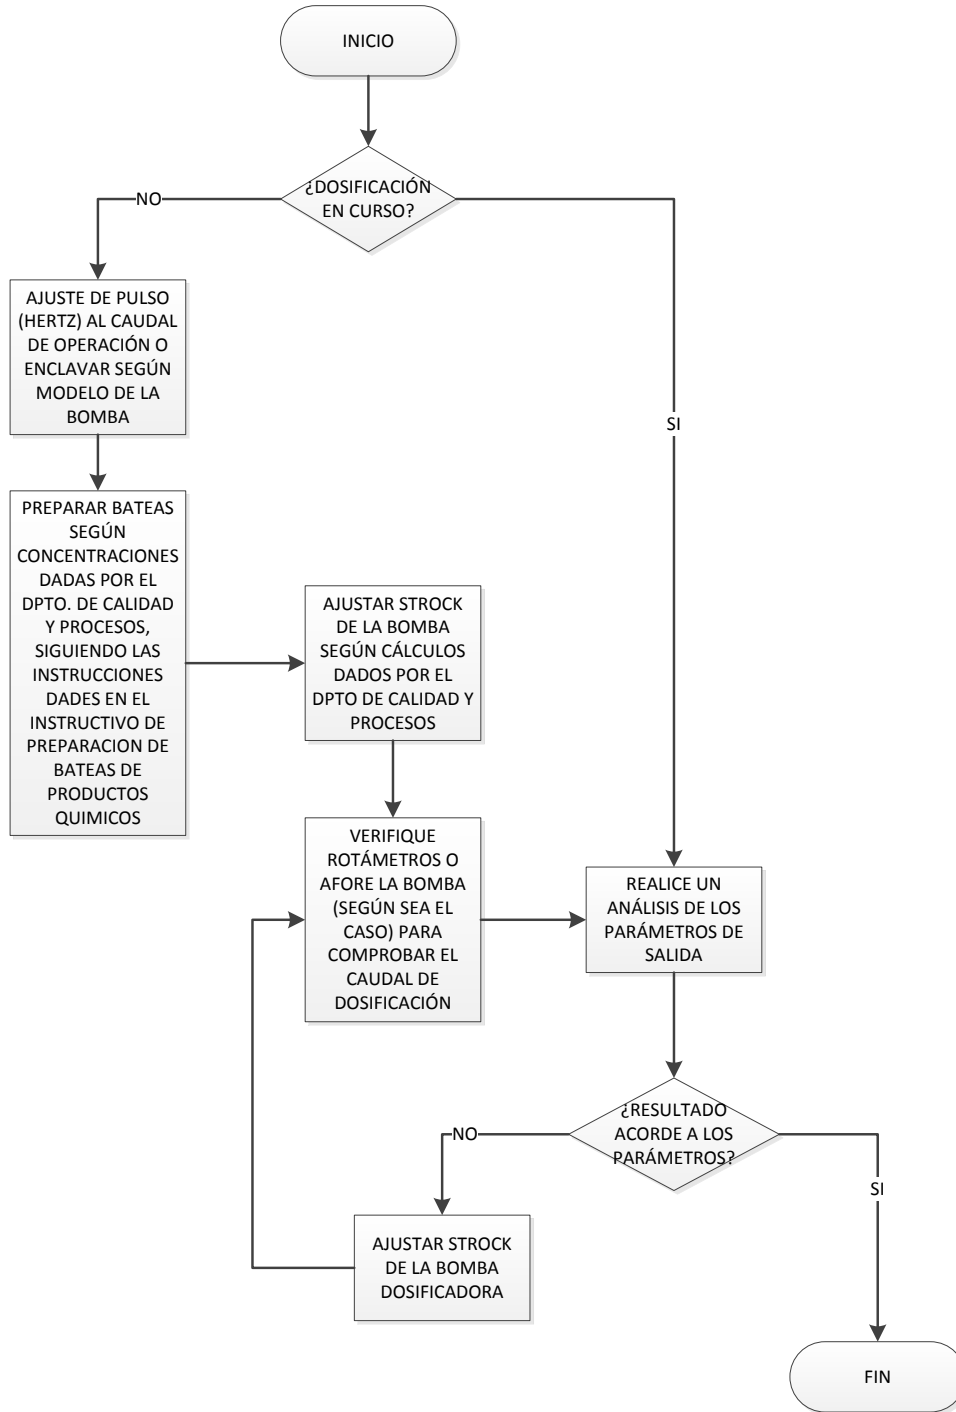 INICIO
¿DOSIFICACIÓN
EN CURSO?
NO
AJUSTE DE PULSO
(HERTZ) AL CAUDAL
DE OPERACIÓN O
ENCLAVAR SEGÚN
MODELO DE LA
BOMBA
SI
PREPARAR BATEAS
SEGÚN
CONCENTRACIONES
DADAS POR EL
DPTO. DE CALIDAD
Y PROCESOS,
SIGUIENDO LAS
INSTRUCCIONES
DADES EN EL
INSTRUCTIVO DE
PREPARACION DE
BATEAS DE
PRODUCTOS
QUIMICOS
AJUSTAR STROCK
DE LA BOMBA
SEGÚN CÁLCULOS
DADOS POR EL
DPTO DE CALIDAD Y
PROCESOS
VERIFIQUE
ROTÁMETROS O
AFORE LA BOMBA
(SEGÚN SEA EL
CASO) PARA
COMPROBAR EL
CAUDAL DE
DOSIFICACIÓN
REALICE UN
ANÁLISIS DE LOS
PARÁMETROS DE
SALIDA
¿RESULTADO
ACORDE A LOS
PARÁMETROS?
NO
SI
AJUSTAR STROCK
DE LA BOMBA
DOSIFICADORA
FIN